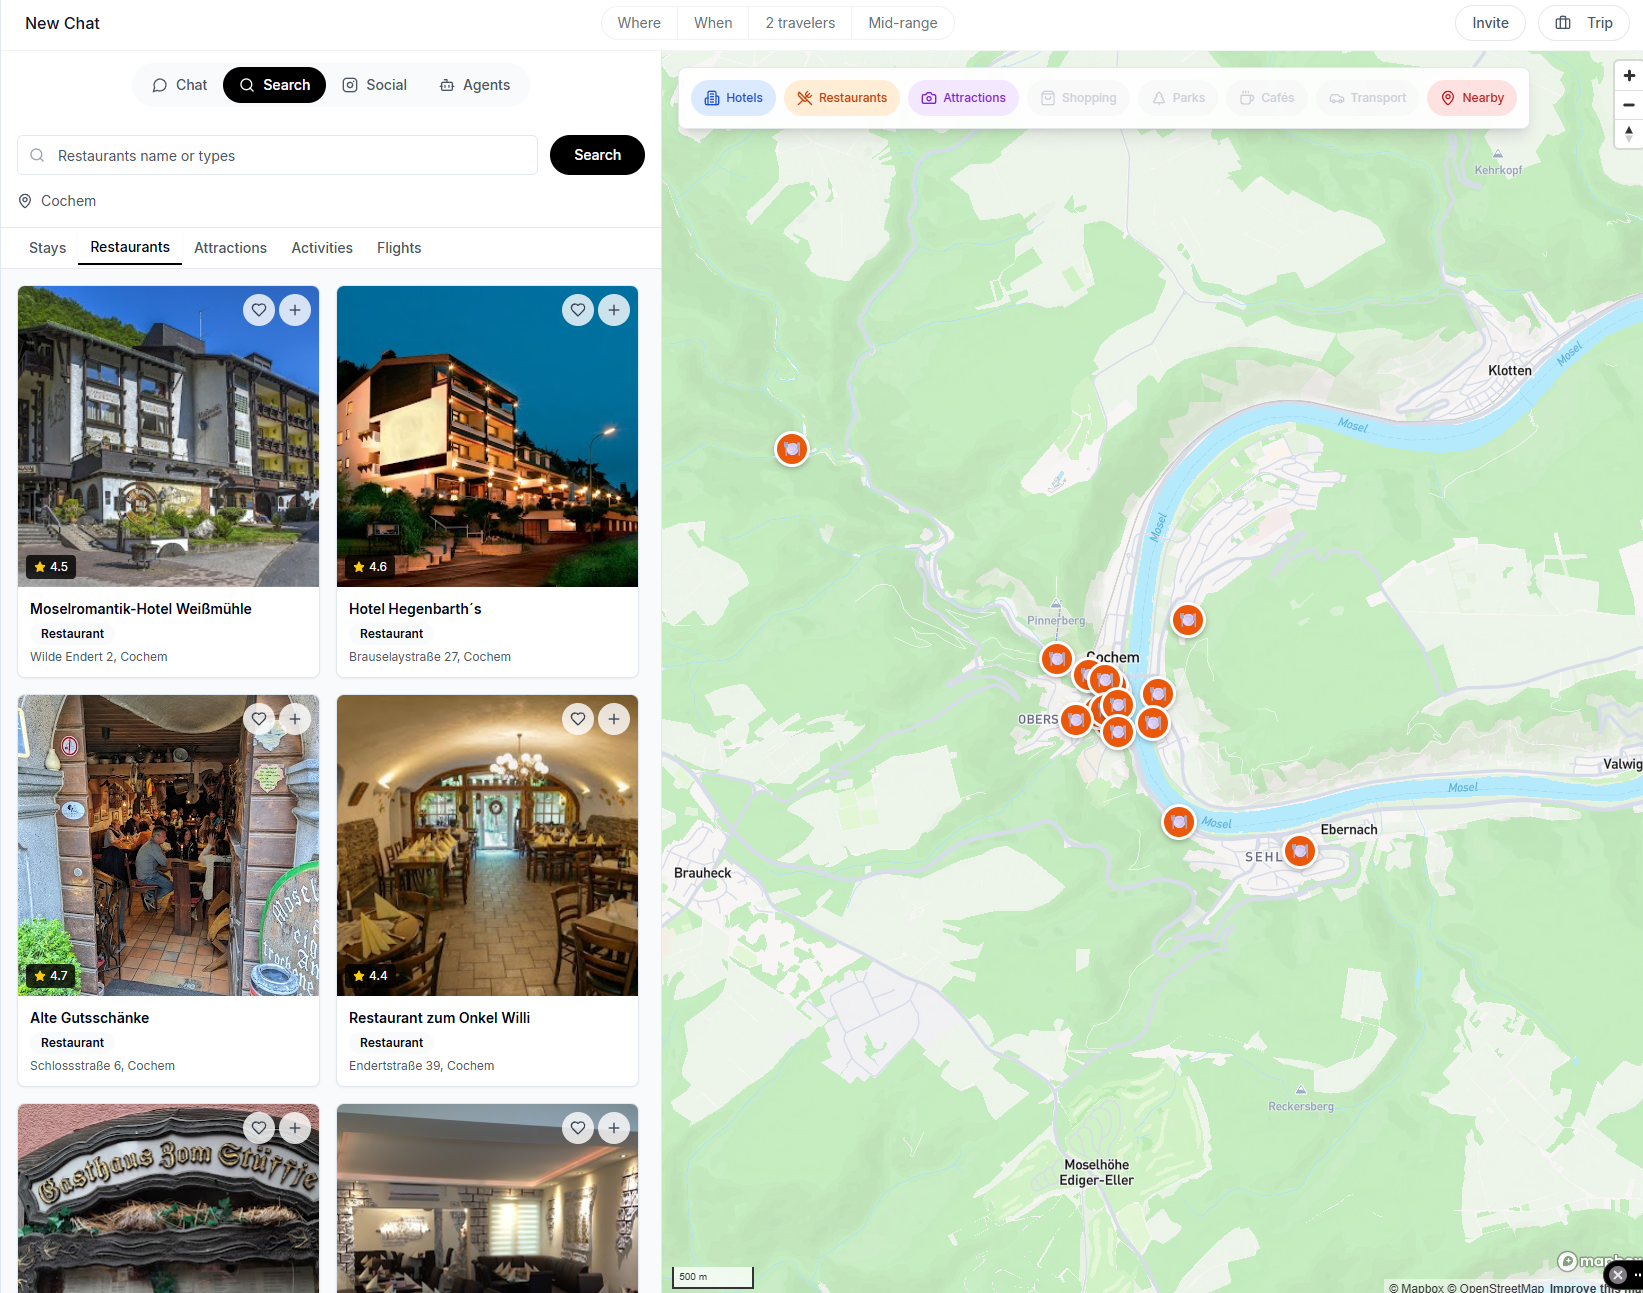 New Chat
Where
When
2 travelers
Mid-range
Invite
Trip
Chat
Search
Social
Agents
Restaurants name or types
Search
Cochem
Stays
Restaurants
Attractions
Activities
Flights
4.5
Moselromantik-Hotel Weißmühle
Restaurant
Wilde Endert 2, Cochem
4.6
Hotel Hegenbarth´s
Restaurant
Brauselaystraße 27, Cochem
4.7
Alte Gutsschänke
Restaurant
Schlossstraße 6, Cochem
4.4
Restaurant zum Onkel Willi
Restaurant
Endertstraße 39, Cochem
Gasthaus Zom Stüffje
Hotels
Restaurants
Attractions
Shopping
Parks
Cafés
Transport
Nearby
Kehrkopf
Klotten
Mosel
Mosel
Mosel
Pinnerberg
Cochem
OBERS
Valwig
Mosel
Mosel
Ebernach
SEHL
Brauheck
Reckersberg
Moselhöhe
Ediger-Eller
500 m
mapbox
© Mapbox © OpenStreetMap Improve this